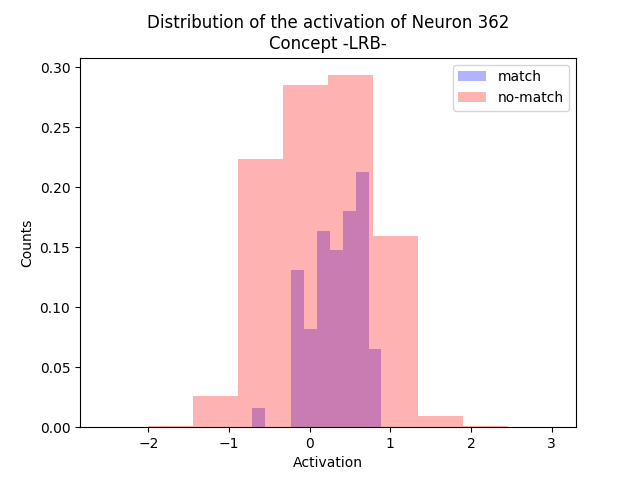 Distribution of the activation of Neuron 362
Concept -LRB-
match
no-match
0.30
0.25
0.20
0.15
0.10
0.05
0.00
Counts
−2
−1
0
1
2
3
Activation